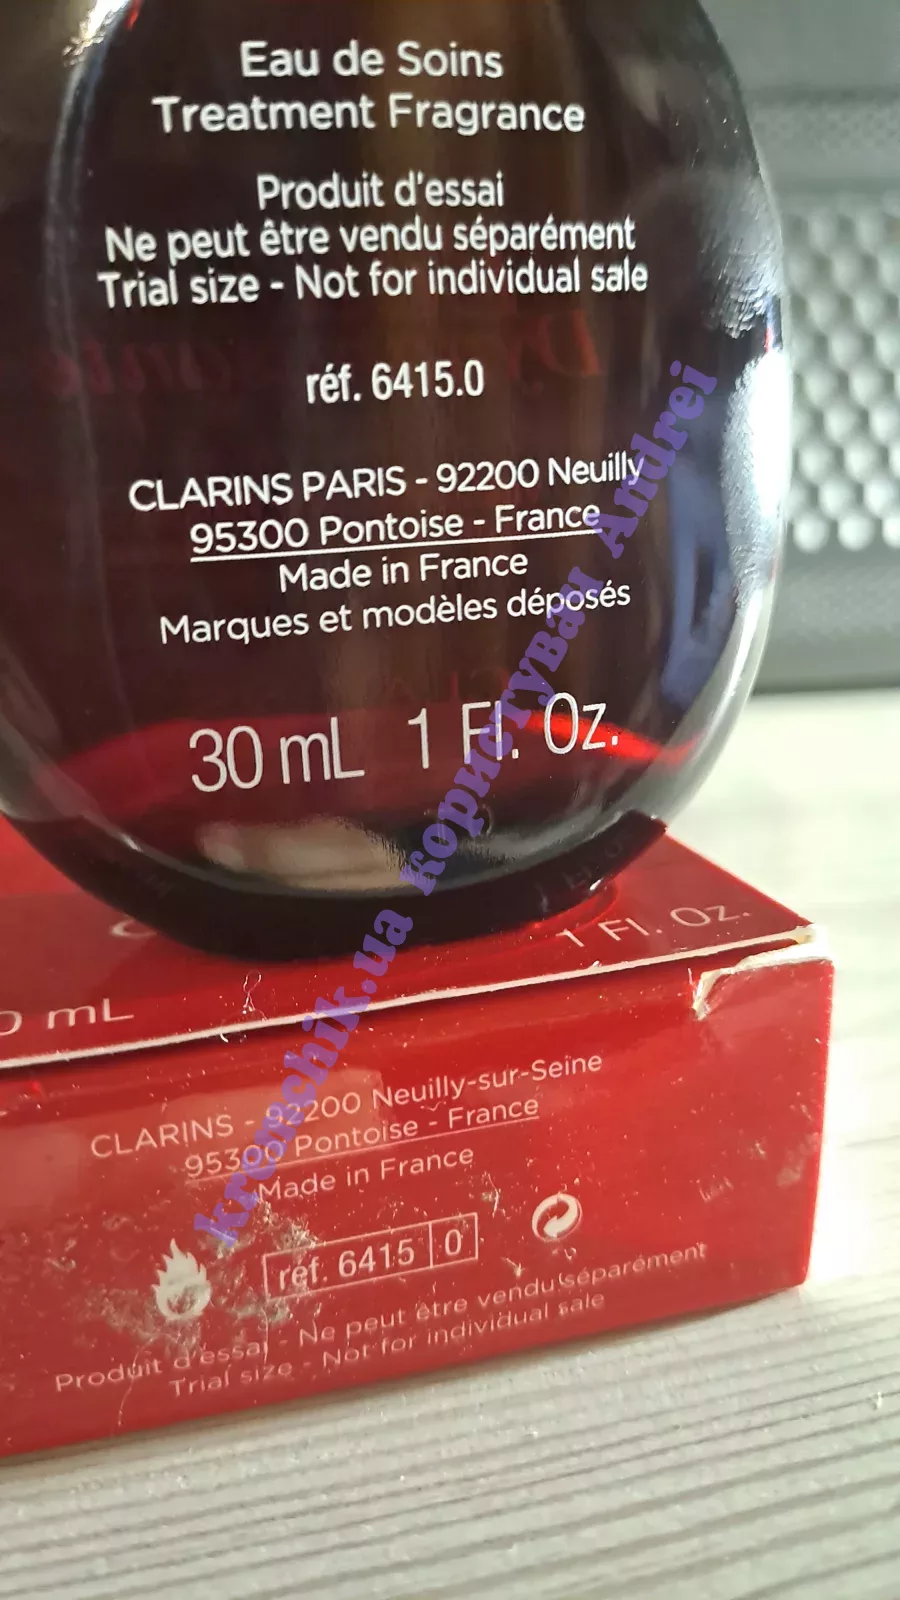 Eau de Soins
Treatment Fragrance
Produit d'essai
Ne peut être vendu séparément
Trial size - Not for individual sale
réf. 6415.0
CLARINS PARIS - 92200 Neuilly
95300 Pontoise - France
Made in France
Marques et modèles déposés
30 mL 1 Fl. Oz.
1 Fl. Oz.
mL
CLARINS - 92200 Neuilly-sur-Seine
95300 Pontoise - France
Made in France
réf. 6415 0
Produit d'essai - Ne peut être vendu séparément
Trial size - Not for individual sale
krenchik.ua користувач Andrei